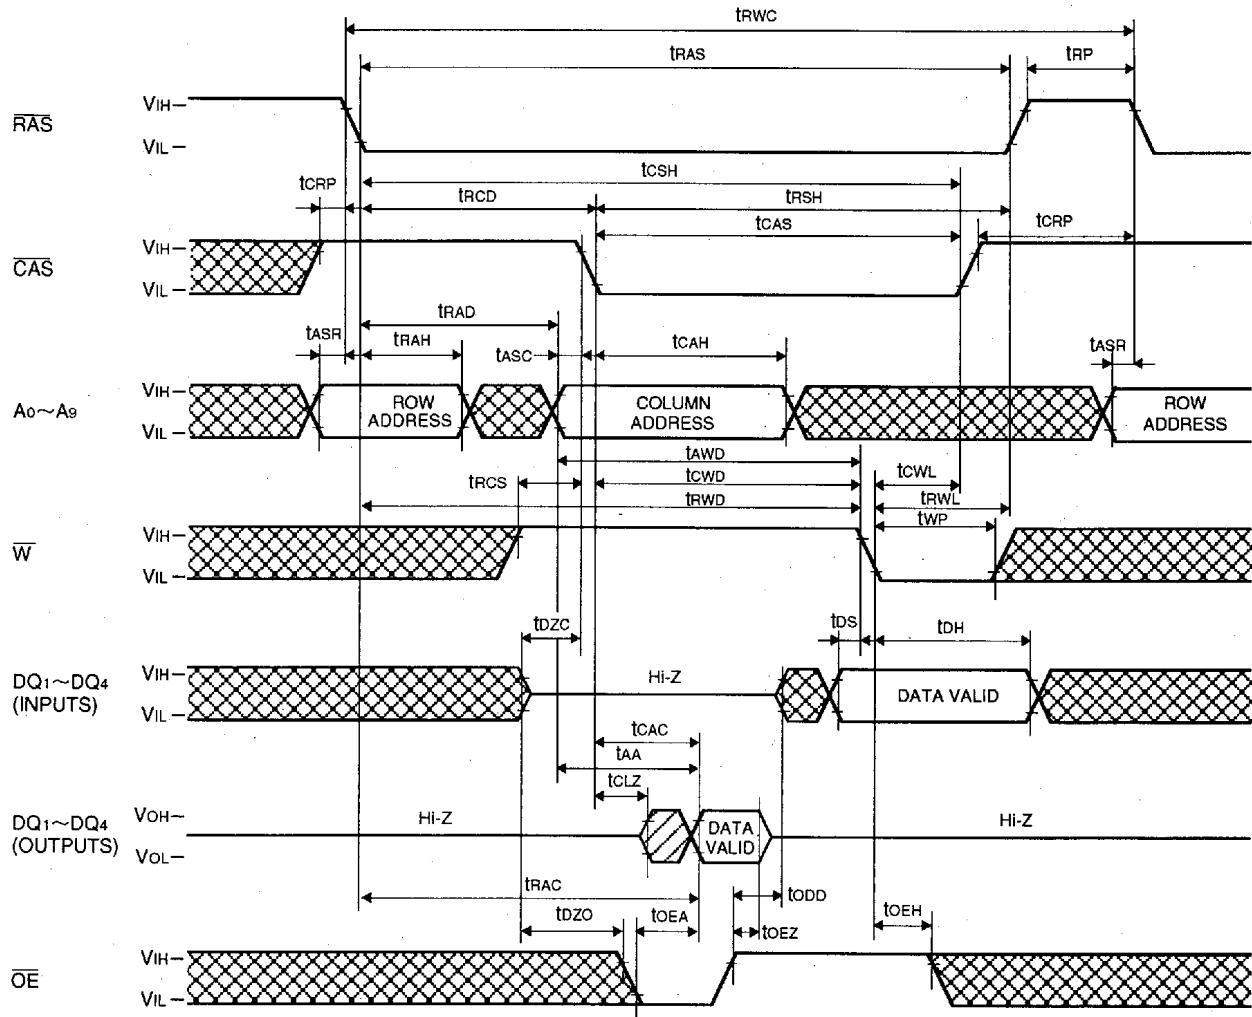 tRWC
tRAS
tRP
RAS
VIH
VIL
tCSH
tCRP
tRCD
tRSH
tCAS
tCRP
CAS
VIH
VIL
tRAD
tASR
tRAH
tASC
tCAH
tASR
A0~A9
VIH
VIL
ROW
ADDRESS
COLUMN
ADDRESS
ROW
ADDRESS
tAWD
tRCS
tCWD
tCWL
tRWD
tRWL
tWP
W
VIH
VIL
tDZC
tDS
tDH
DQ1~DQ4
(INPUTS)
VIH
VIL
Hi-Z
DATA VALID
tCAC
tAA
tCLZ
DQ1~DQ4
(OUTPUTS)
VOH
VOL
Hi-Z
DATA
VALID
Hi-Z
tRAC
tODD
tDZO
tOEA
tOEZ
tOEH
OE
VIH
VIL